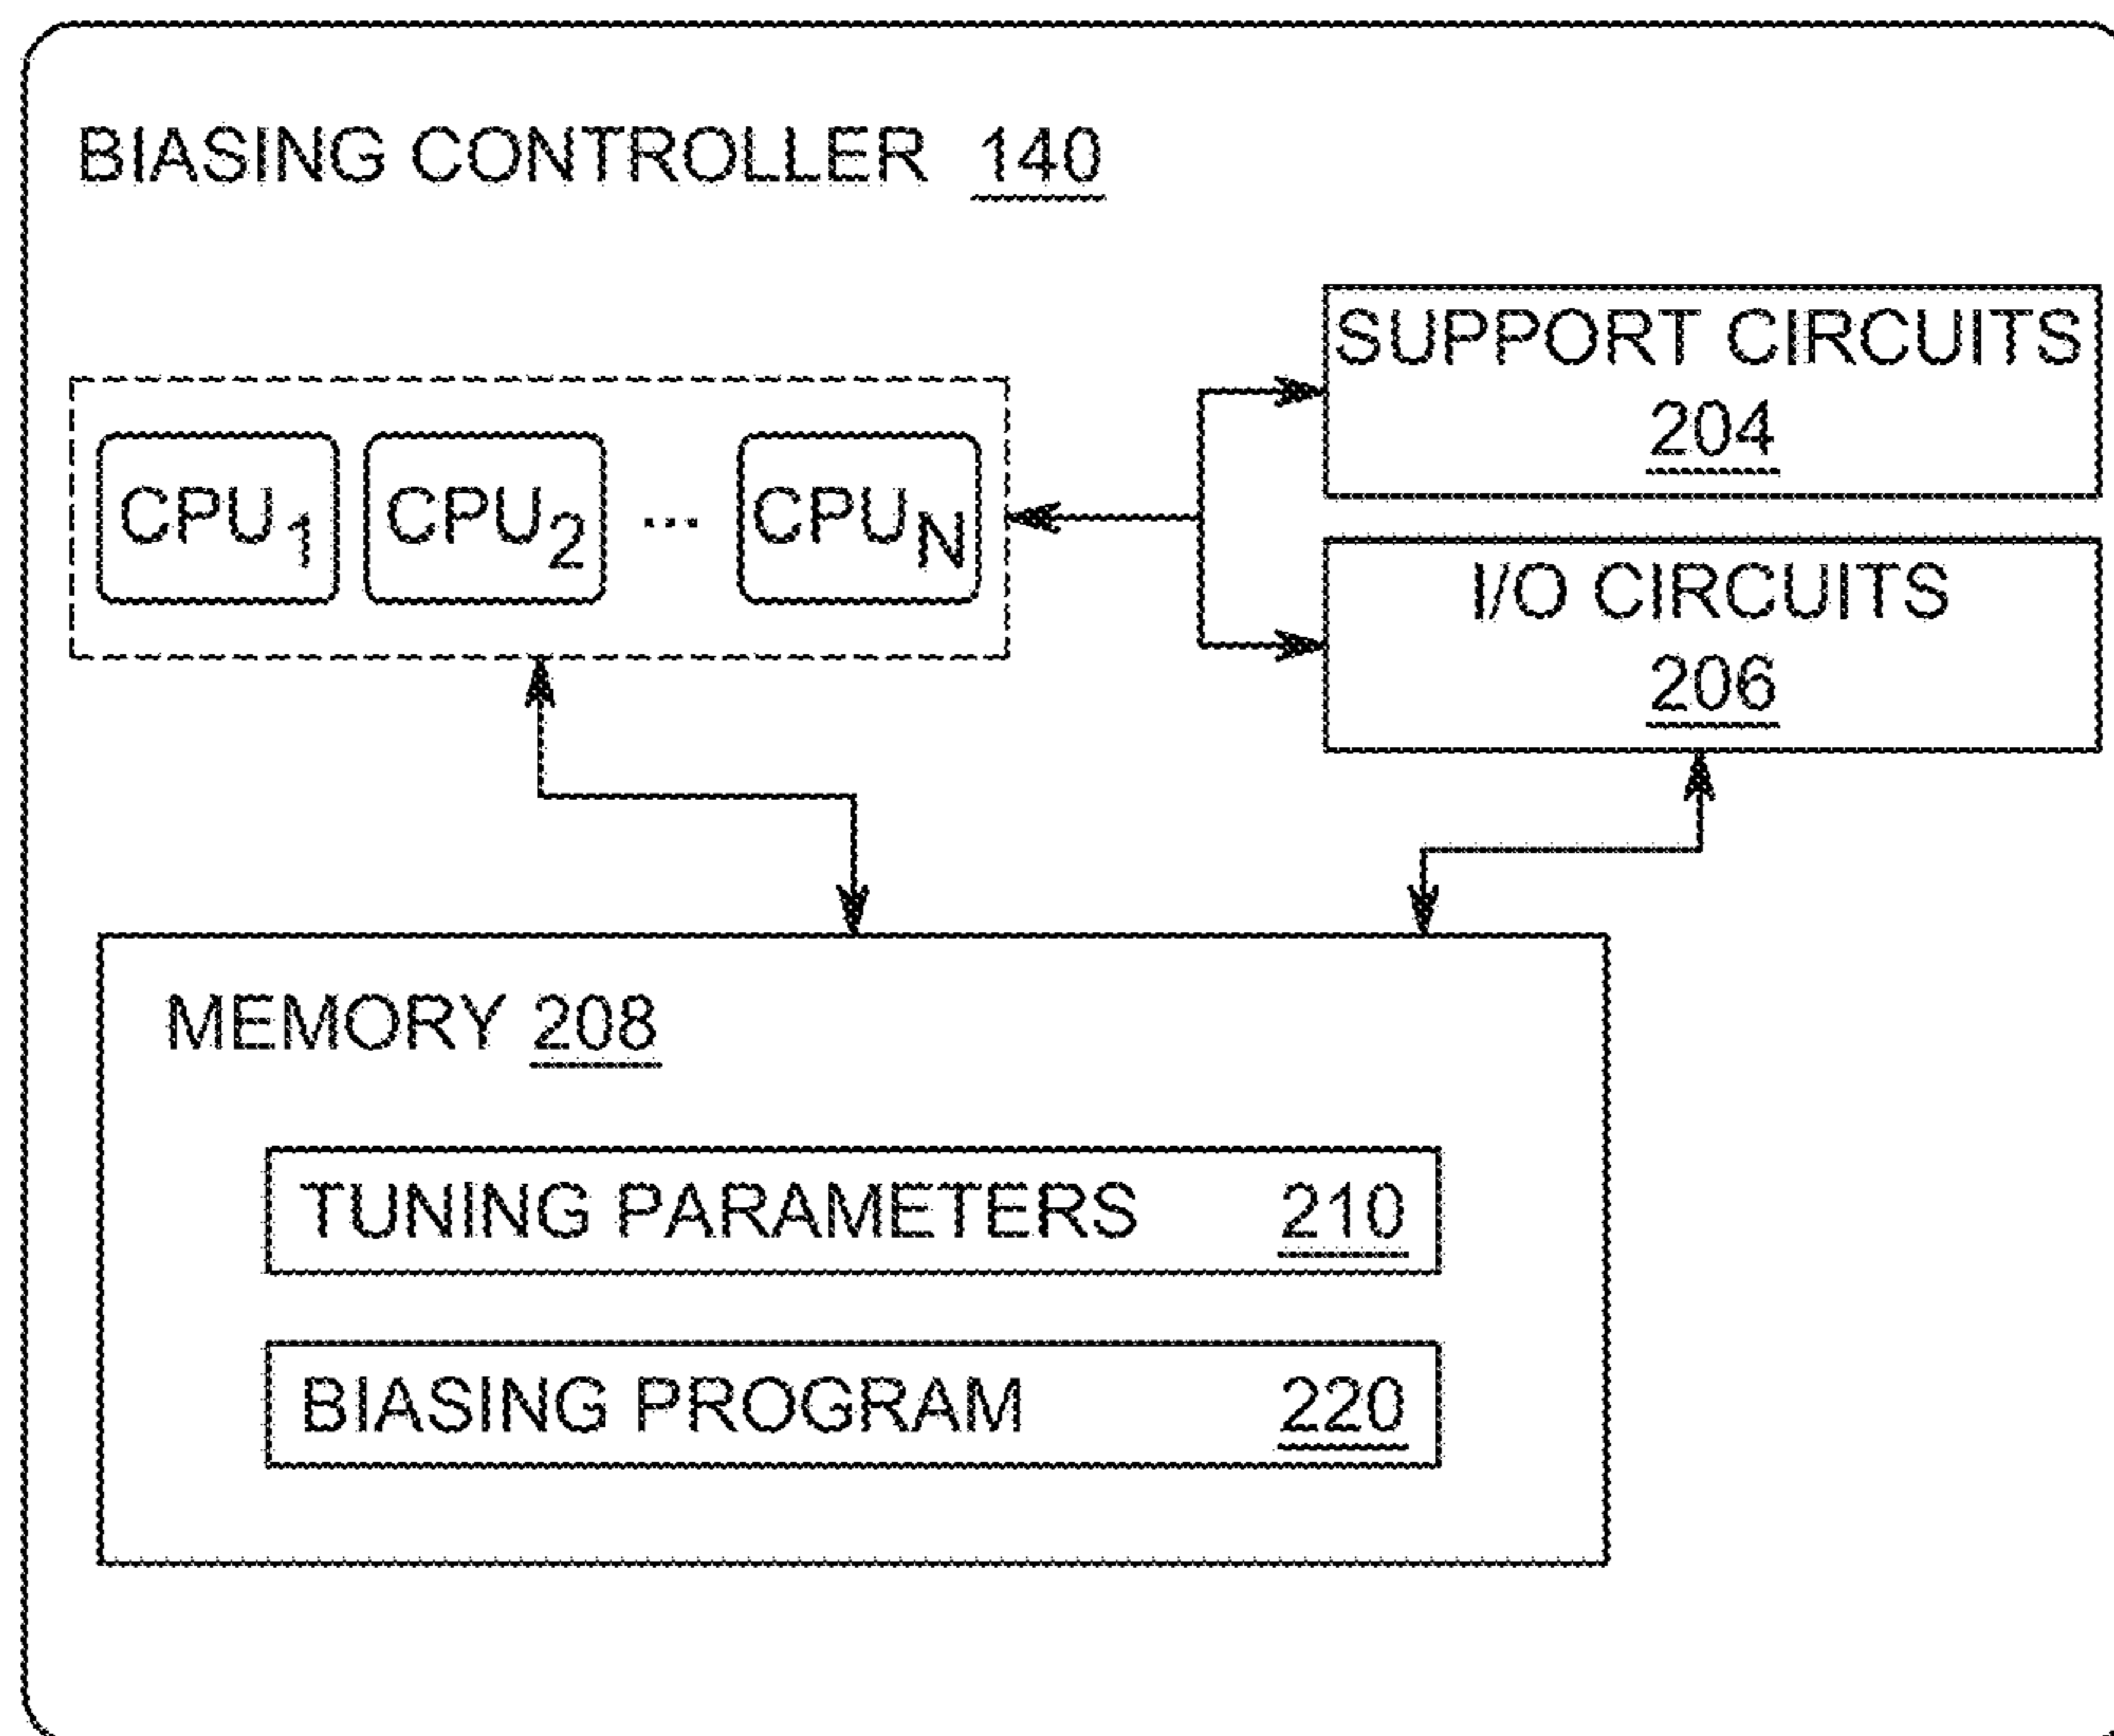 BIASING CONTROLLER 140
SUPPORT CIRCUITS
204
CPU1 CPU2 ... CPUN
I/O CIRCUITS
206
MEMORY 208
TUNING PARAMETERS 210
BIASING PROGRAM 220